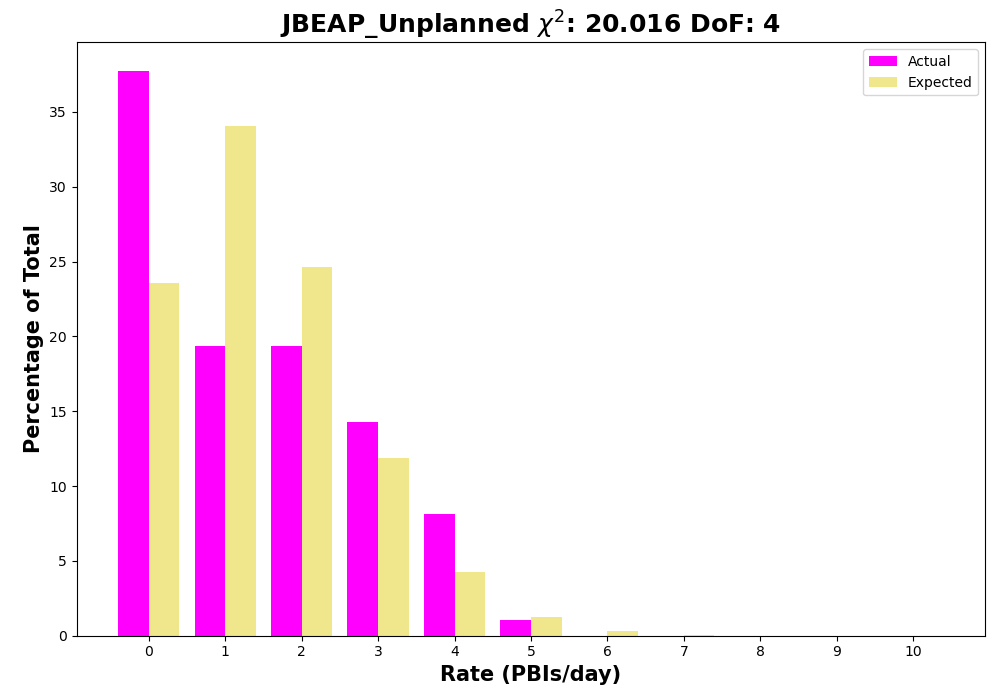 JBEAP_Unplanned χ²: 20.016 DoF: 4
Actual
Expected
Percentage of Total
35
30
25
20
15
10
5
0
0 1 2 3 4 5 6 7 8 9 10
Rate (PBIs/day)